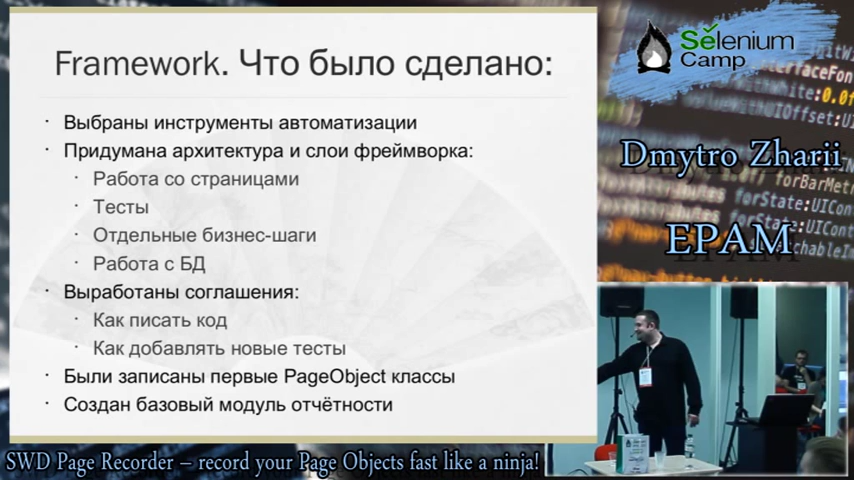 Framework. Что было сделано:
Выбраны инструменты автоматизации
Придумана архитектура и слои фреймворка:
Работа со страницами
Тесты
Отдельные бизнес-шаги
Работа с БД
Выработаны соглашения:
Как писать код
Как добавлять новые тесты
Были записаны первые PageObject классы
Создан базовый модуль отчётности
Selenium
Camp
Dmytro Zharii
EPAM
SWD Page Recorder – record your Page Objects fast like a ninja!